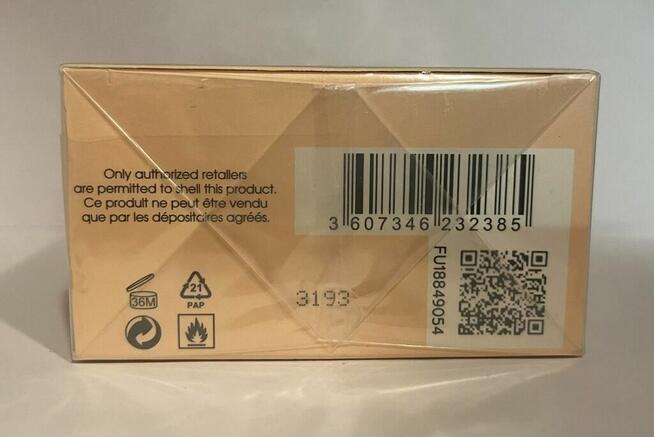 Only authorized retailers
are permitted to shell this product.
Ce produit ne peut être vendu
que par les dépositaires agréés.
3 607346 232385
FU18849054
36M
21
PAP
3193